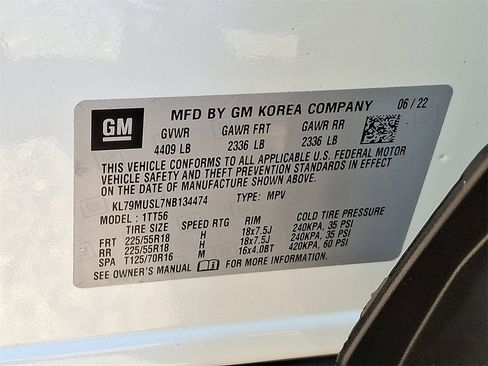 GM
MFD BY GM KOREA COMPANY 06/22
GVWR GAWR FRT GAWR RR
4409 LB 2336 LB 2336 LB
THIS VEHICLE CONFORMS TO ALL APPLICABLE U.S. FEDERAL MOTOR
VEHICLE SAFETY AND THEFT PREVENTION STANDARDS IN EFFECT
ON THE DATE OF MANUFACTURE SHOWN ABOVE.
KL79MUSL7NB134474 TYPE: MPV
MODEL: 1TT56
TIRE SIZE SPEED RTG RIM COLD TIRE PRESSURE
FRT 225/55R18 H 18x7.5J 240KPA, 35 PSI
RR 225/55R18 H 18x7.5J 240KPA, 35 PSI
SPA T125/70R16 M 16x4.0BT 420KPA, 60 PSI
SEE OWNER'S MANUAL FOR MORE INFORMATION.